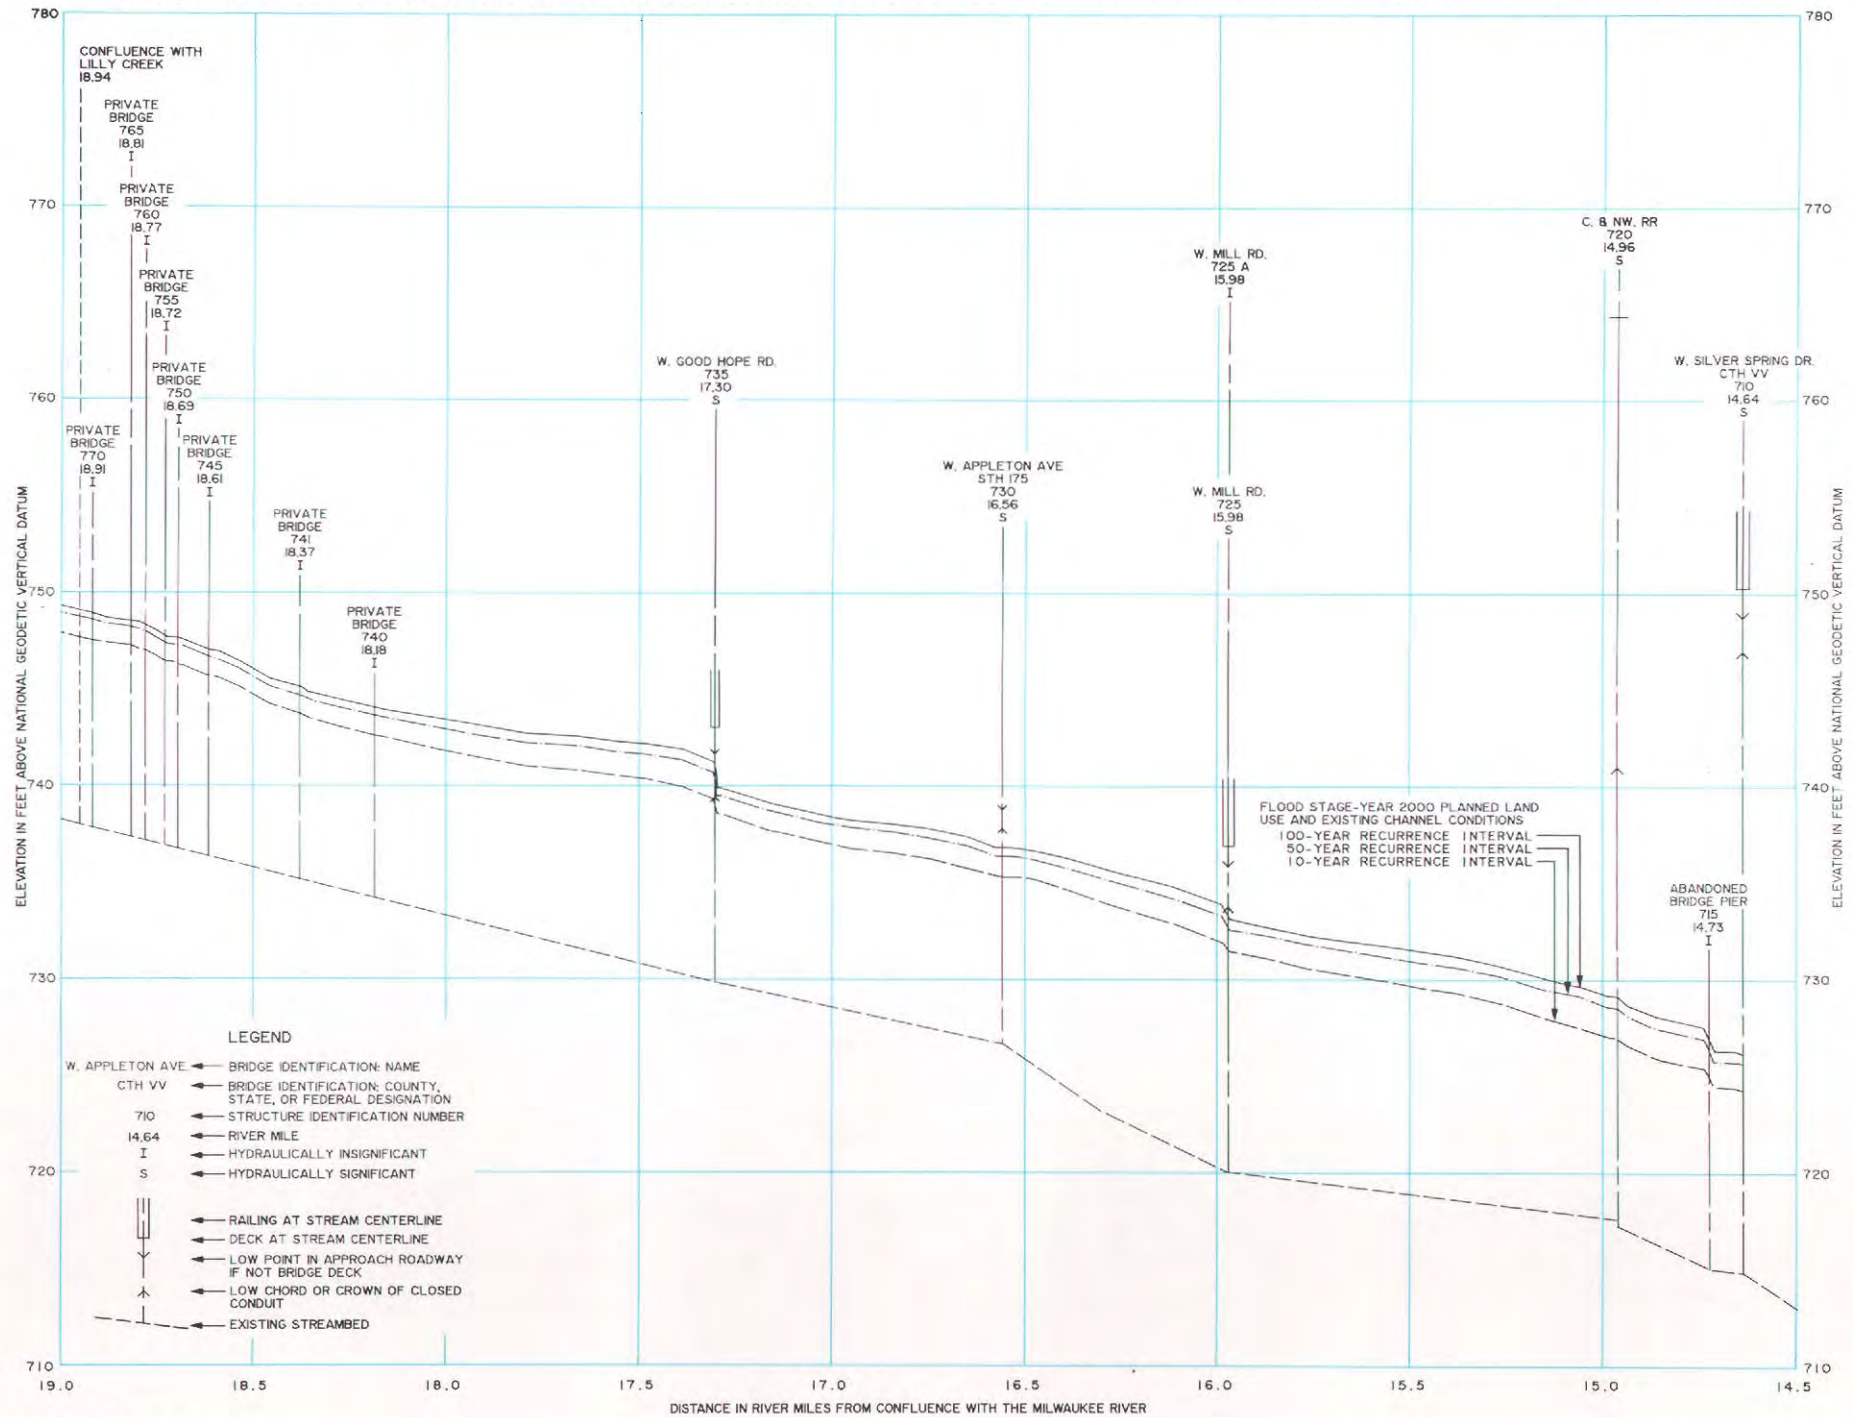 780
780
CONFLUENCE WITH
LILLY CREEK
18.94
PRIVATE
BRIDGE
765
18.81
I
PRIVATE
BRIDGE
760
18.77
I
PRIVATE
BRIDGE
755
18.72
I
PRIVATE
BRIDGE
750
18.69
I
PRIVATE
BRIDGE
770
18.91
I
PRIVATE
BRIDGE
745
18.61
I
PRIVATE
BRIDGE
741
18.37
I
PRIVATE
BRIDGE
740
18.18
I
W. GOOD HOPE RD.
735
17.30
S
W. APPLETON AVE
STH 175
730
16.56
S
W. MILL RD.
725 A
15.98
I
W. MILL RD.
725
15.98
S
C. & NW. RR
720
14.96
S
W. SILVER SPRING DR.
CTH VV
710
14.64
S
ABANDONED
BRIDGE PIER
715
14.73
I
FLOOD STAGE-YEAR 2000 PLANNED LAND
USE AND EXISTING CHANNEL CONDITIONS
100-YEAR RECURRENCE INTERVAL
50-YEAR RECURRENCE INTERVAL
10-YEAR RECURRENCE INTERVAL
770
770
760
760
750
750
740
740
730
730
720
720
710
710
ELEVATION IN FEET ABOVE NATIONAL GEODETIC VERTICAL DATUM
ELEVATION IN FEET ABOVE NATIONAL GEODETIC VERTICAL DATUM
LEGEND
W. APPLETON AVE. BRIDGE IDENTIFICATION: NAME
CTH VV BRIDGE IDENTIFICATION: COUNTY,
STATE, OR FEDERAL DESIGNATION
710 STRUCTURE IDENTIFICATION NUMBER
14.64 RIVER MILE
I HYDRAULICALLY INSIGNIFICANT
S HYDRAULICALLY SIGNIFICANT
RAILING AT STREAM CENTERLINE
DECK AT STREAM CENTERLINE
LOW POINT IN APPROACH ROADWAY
IF NOT BRIDGE DECK
LOW CHORD OR CROWN OF CLOSED
CONDUIT
EXISTING STREAMBED
19.0 18.5 18.0 17.5 17.0 16.5 16.0 15.5 15.0 14.5
DISTANCE IN RIVER MILES FROM CONFLUENCE WITH THE MILWAUKEE RIVER